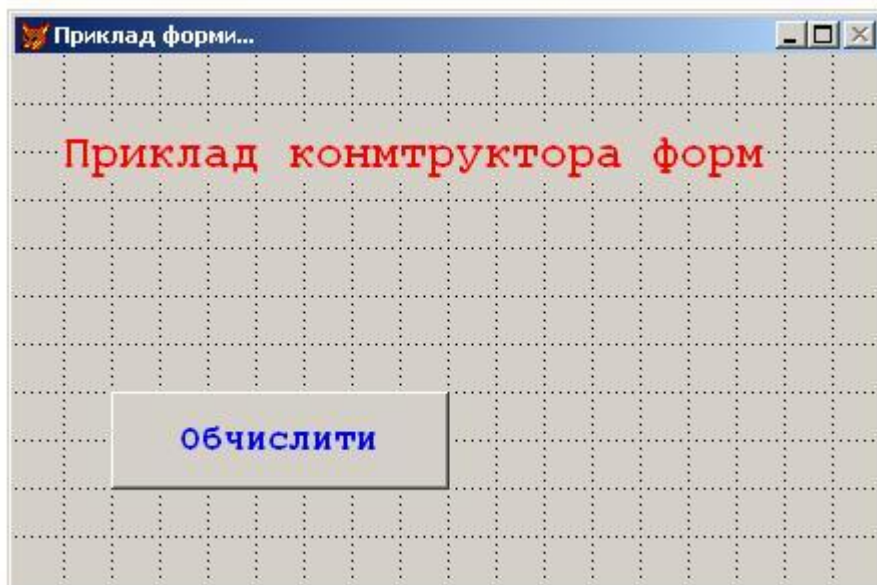 Приклад форми...
Приклад конмтруктора форм
Обчислити